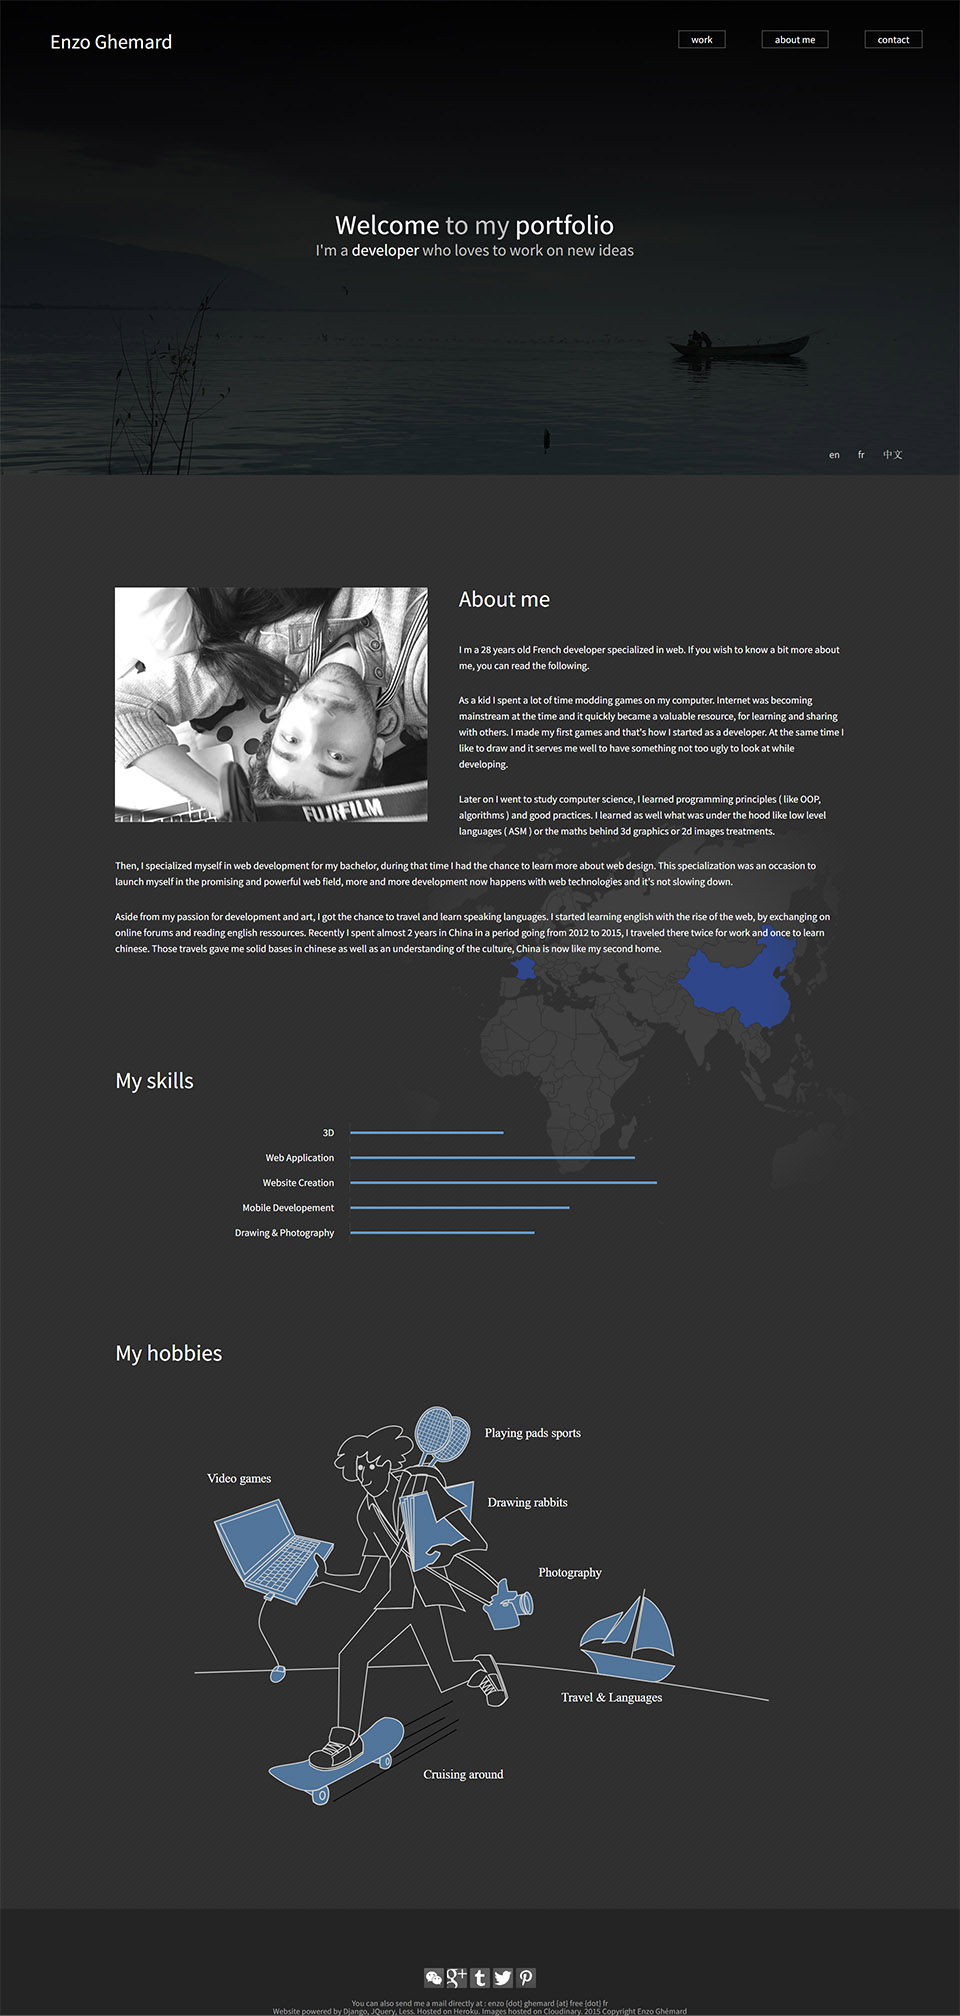 Enzo Ghemard
work
about me
contact
Welcome to my portfolio
I'm a developer who loves to work on new ideas
en fr 中文
FUJIFILM
About me
I m a 28 years old French developer specialized in web. If you wish to know a bit more about
me, you can read the following.
As a kid I spent a lot of time modding games on my computer. Internet was becoming
mainstream at the time and it quickly became a valuable resource, for learning and sharing
with others. I made my first games and that's how I started as a developer. At the same time I
like to draw and it serves me well to have something not too ugly to look at while
developing.
Later on I went to study computer science, I learned programming principles ( like OOP,
algorithms ) and good practices. I learned as well what was under the hood like low level
languages ( ASM ) or the maths behind 3d graphics or 2d images treatments.
Then, I specialized myself in web development for my bachelor, during that time I had the chance to learn more about web design. This specialization was an occasion to
launch myself in the promising and powerful web field, more and more development now happens with web technologies and it's not slowing down.
Aside from my passion for development and art, I got the chance to travel and learn speaking languages. I started learning english with the rise of the web, by exchanging on
online forums and reading english ressources. Recently I spent almost 2 years in China in a period going from 2012 to 2015, I traveled there twice for work and once to learn
chinese. Those travels gave me solid bases in chinese as well as an understanding of the culture, China is now like my second home.
My skills
3D
Web Application
Website Creation
Mobile Developement
Drawing & Photography
My hobbies
Playing pads sports
Video games
Drawing rabbits
Photography
Travel & Languages
Cruising around
You can also send me a mail directly at : enzo {dot} ghemard {at} free {dot} fr
Website powered by Django, JQuery, Less. Hosted on Heroku. Images hosted on Cloudinary. 2015 Copyright Enzo Ghémard